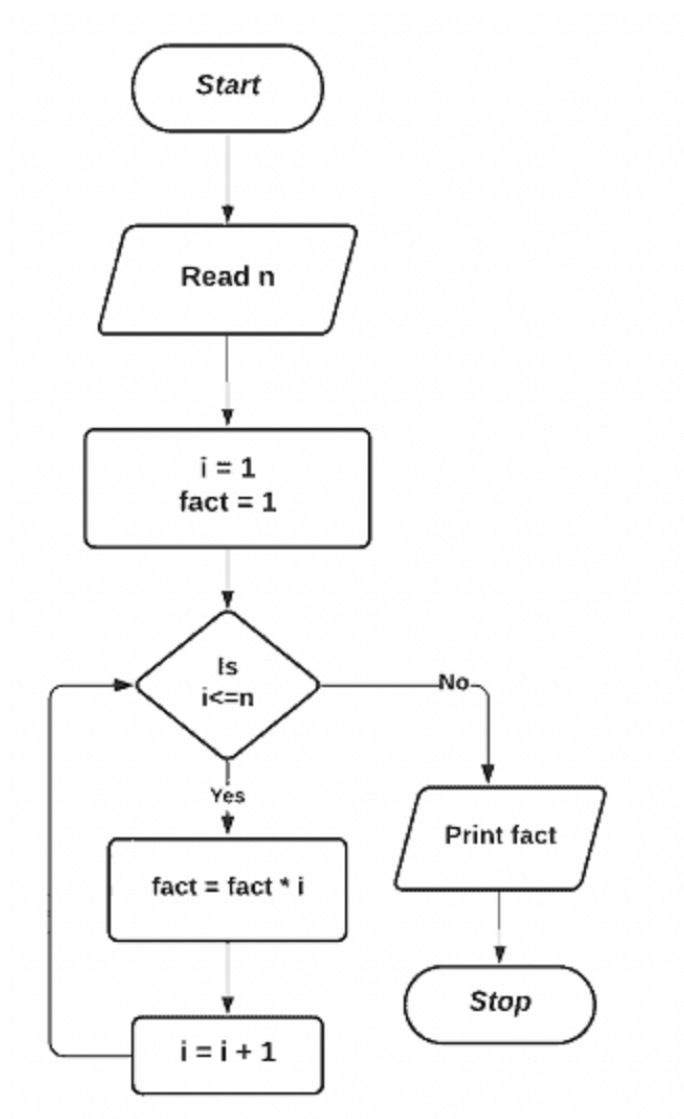 Start
Read n
i = 1
fact = 1
Is
i<=n
No
Yes
fact = fact * i
i = i + 1
Print fact
Stop